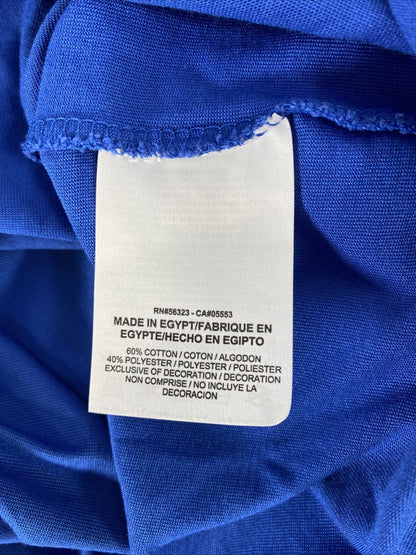 RN#56323 - CA#05553
MADE IN EGYPT/FABRIQUE EN
EGYPTE/HECHO EN EGIPTO
60% COTTON / COTON / ALGODON
40% POLYESTER / POLYESTER / POLIESTER
EXCLUSIVE OF DECORATION / DECORATION
NON COMPRISE / NO INCLUYE LA
DECORACION